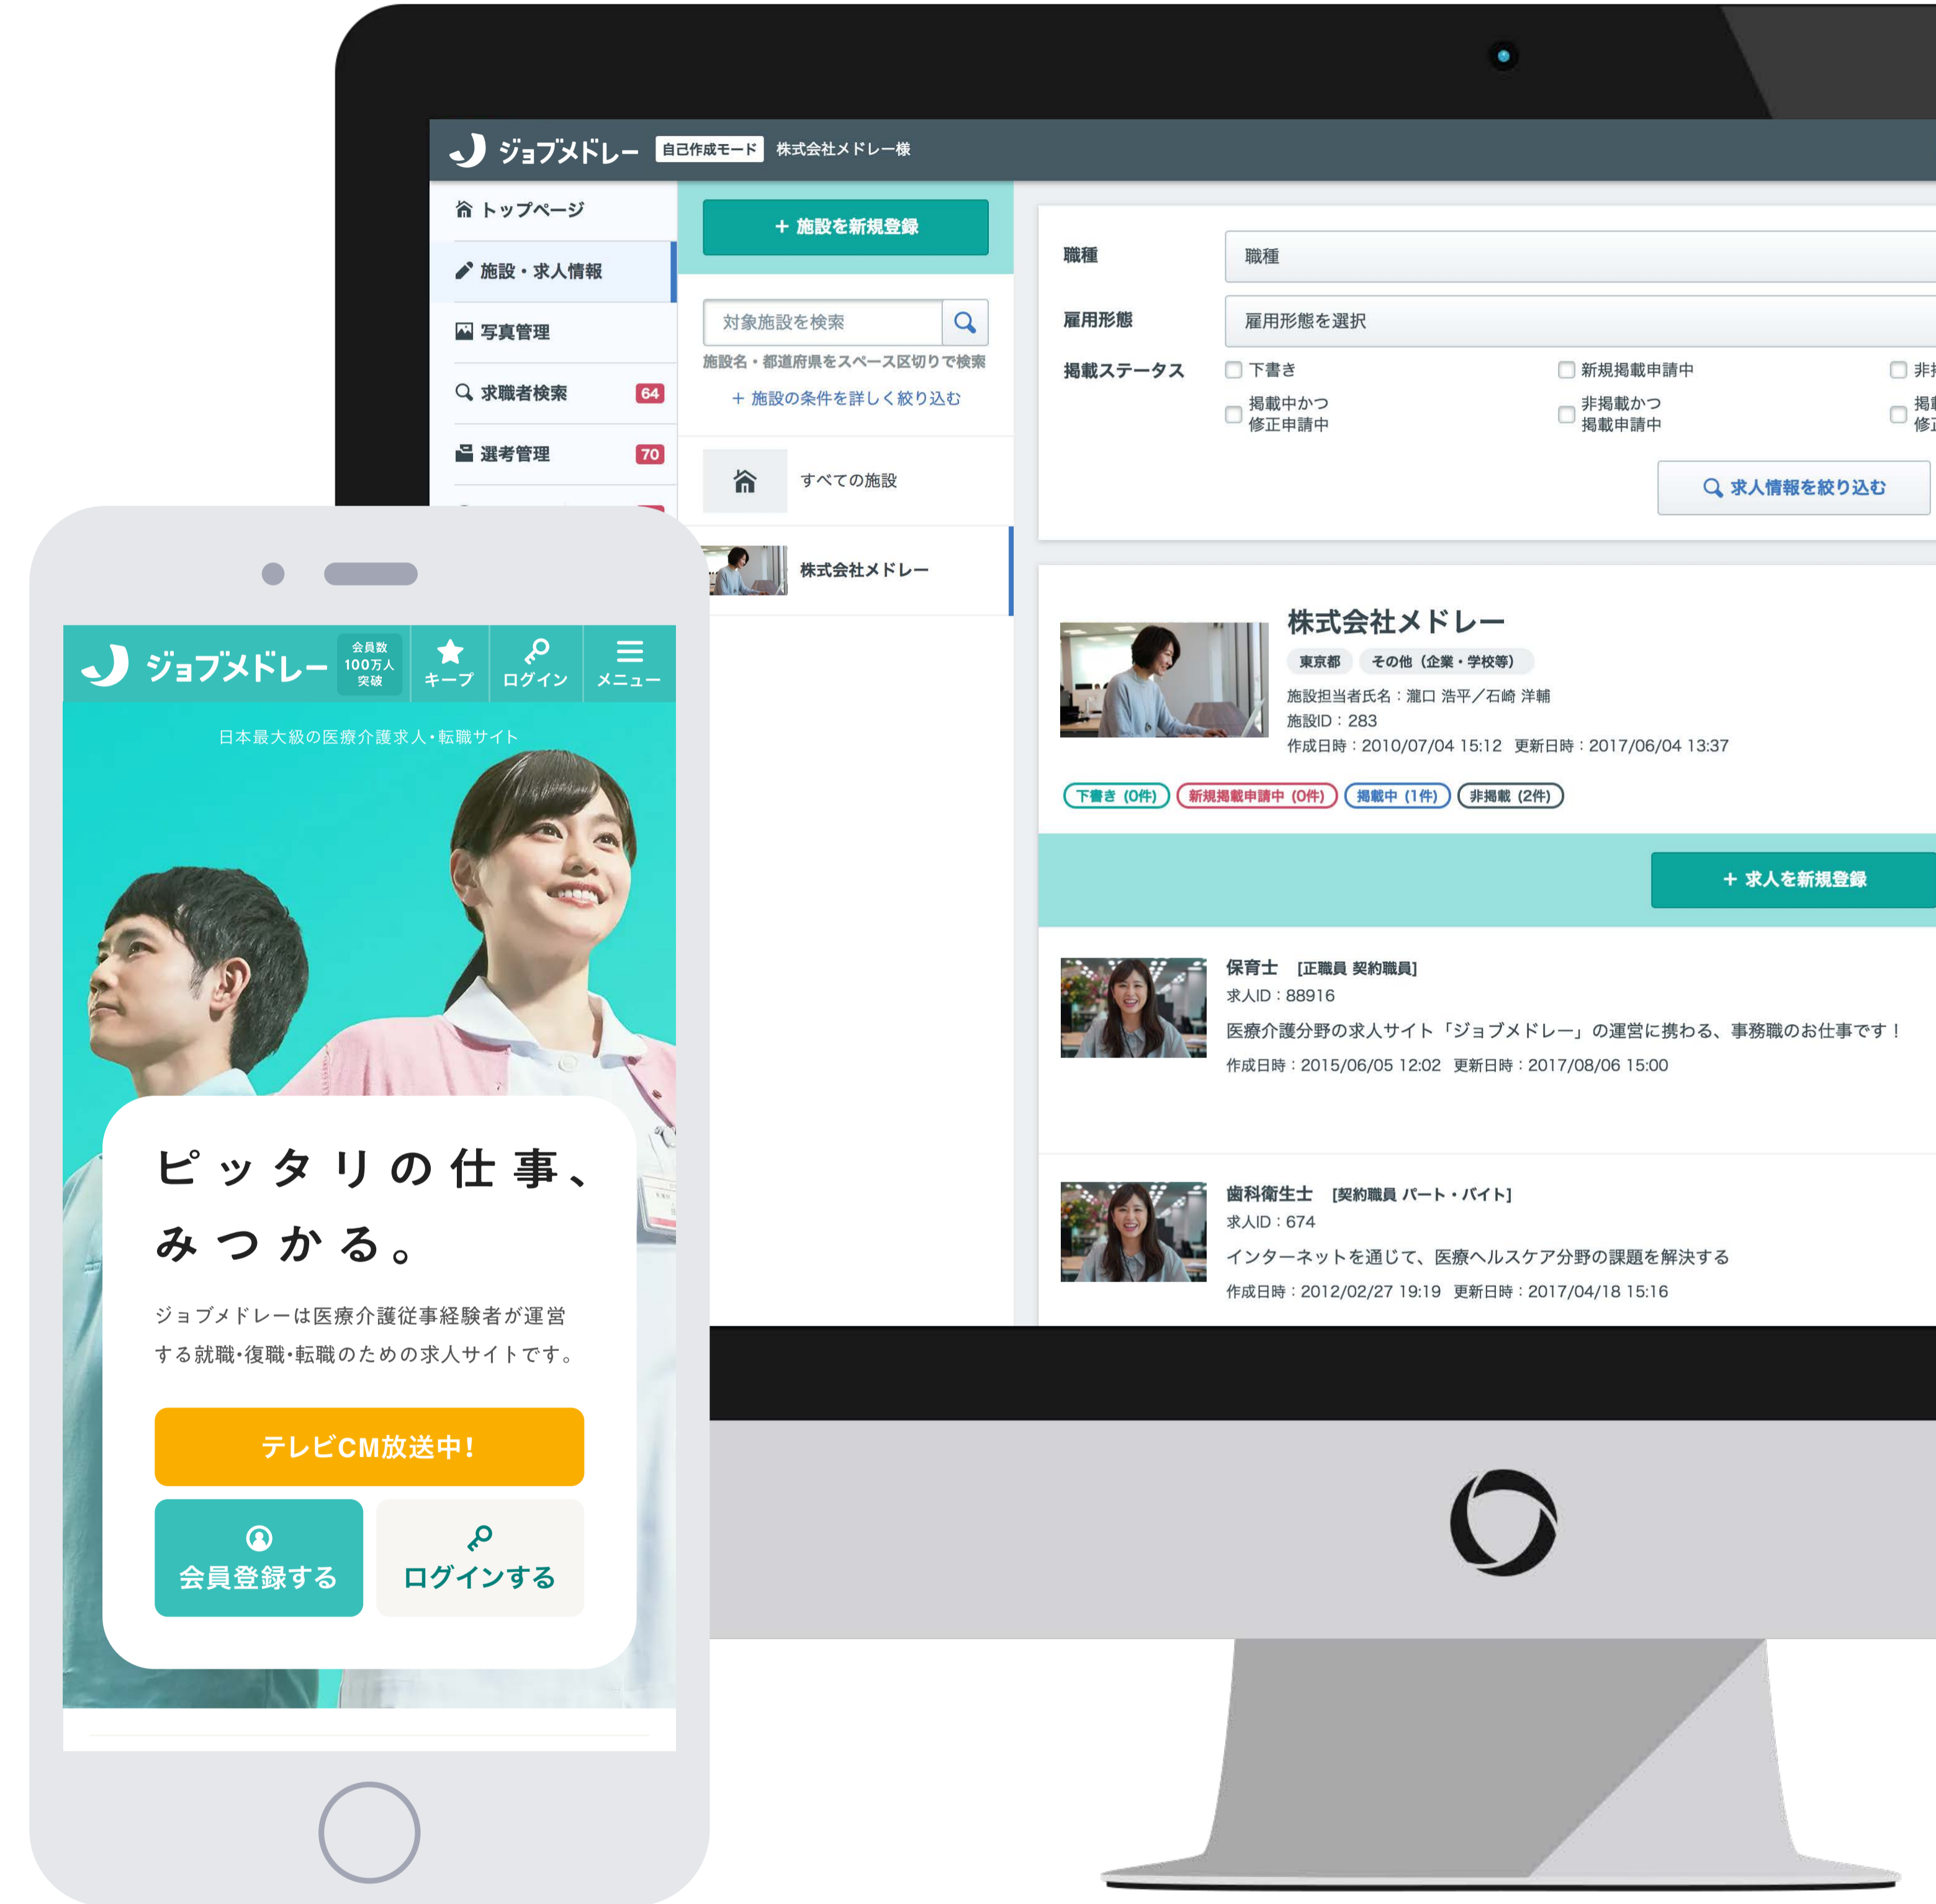 ジョブメドレー 自己作成モード 株式会社メドレー様
トップページ
施設・求人情報
写真管理
求職者検索 64
選考管理 70
+ 施設を新規登録
対象施設を検索
施設名・都道府県をスペース区切りで検索
+ 施設の条件を詳しく絞り込む
すべての施設
株式会社メドレー
職種 職種
雇用形態 雇用形態を選択
掲載ステータス 下書き 新規掲載申請中
掲載中かつ
修正申請中
非掲載かつ
掲載申請中
求人情報を絞り込む
株式会社メドレー
東京都 その他（企業・学校等）
施設担当者氏名：瀧口 浩平／石崎 洋輔
施設ID：283
作成日時：2010/07/04 15:12 更新日時：2017/06/04 13:37
下書き (0件) 新規掲載申請中 (0件) 掲載中 (1件) 非掲載 (2件)
+ 求人を新規登録
保育士 [正職員 契約職員]
求人ID：88916
医療介護分野の求人サイト「ジョブメドレー」の運営に携わる、事務職のお仕事です！
作成日時：2015/06/05 12:02 更新日時：2017/08/06 15:00
歯科衛生士 [契約職員 パート・バイト]
求人ID：674
インターネットを通じて、医療ヘルスケア分野の課題を解決する
作成日時：2012/02/27 19:19 更新日時：2017/04/18 15:16
ジョブメドレー
会員数
100万人
突破
キープ ログイン メニュー
日本最大級の医療介護求人・転職サイト
ピッタリの仕事、
みつかる。
ジョブメドレーは医療介護従事経験者が運営
する就職・復職・転職のための求人サイトです。
テレビCM放送中！
会員登録する ログインする